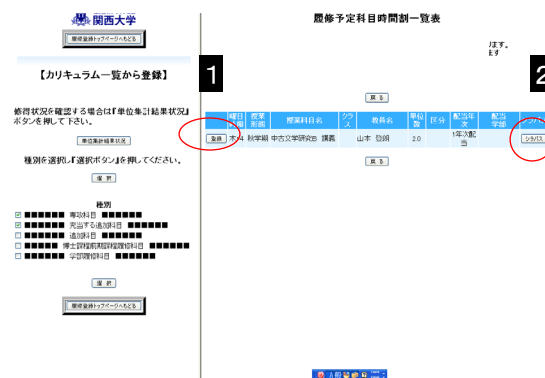 関西大学
履修登録トップページへもどる
【カリキュラム一覧から登録】
修得状況を確認する場合は『単位集計結果状況』
ボタンを押して下さい。
単位集計結果状況
種別を選択し『選択ボタン』を押してください。
選 択
種別
■■■■■■ 専攻科目 ■■■■■■
■■■■■■ 充当する追加科目 ■■■■■■
■■■■■ 追加科目 ■■■■■■
■■■■■ 博士課程前期課程履修科目 ■■■■■■
■■■■■■ 学部履修科目 ■■■■■■
選 択
履修登録トップページへもどる
履修予定科目時間割一覧表
ます。
1
2
戻 る
曜日 授業形態 授業科目名 クラス 教員名 単位数 区分 配当年次 配当学部 シラバス
登録 木4 秋学期 中古文学研究B 講義 山本 登朗 2.0 1年次配当 シラバス
戻 る
A 般